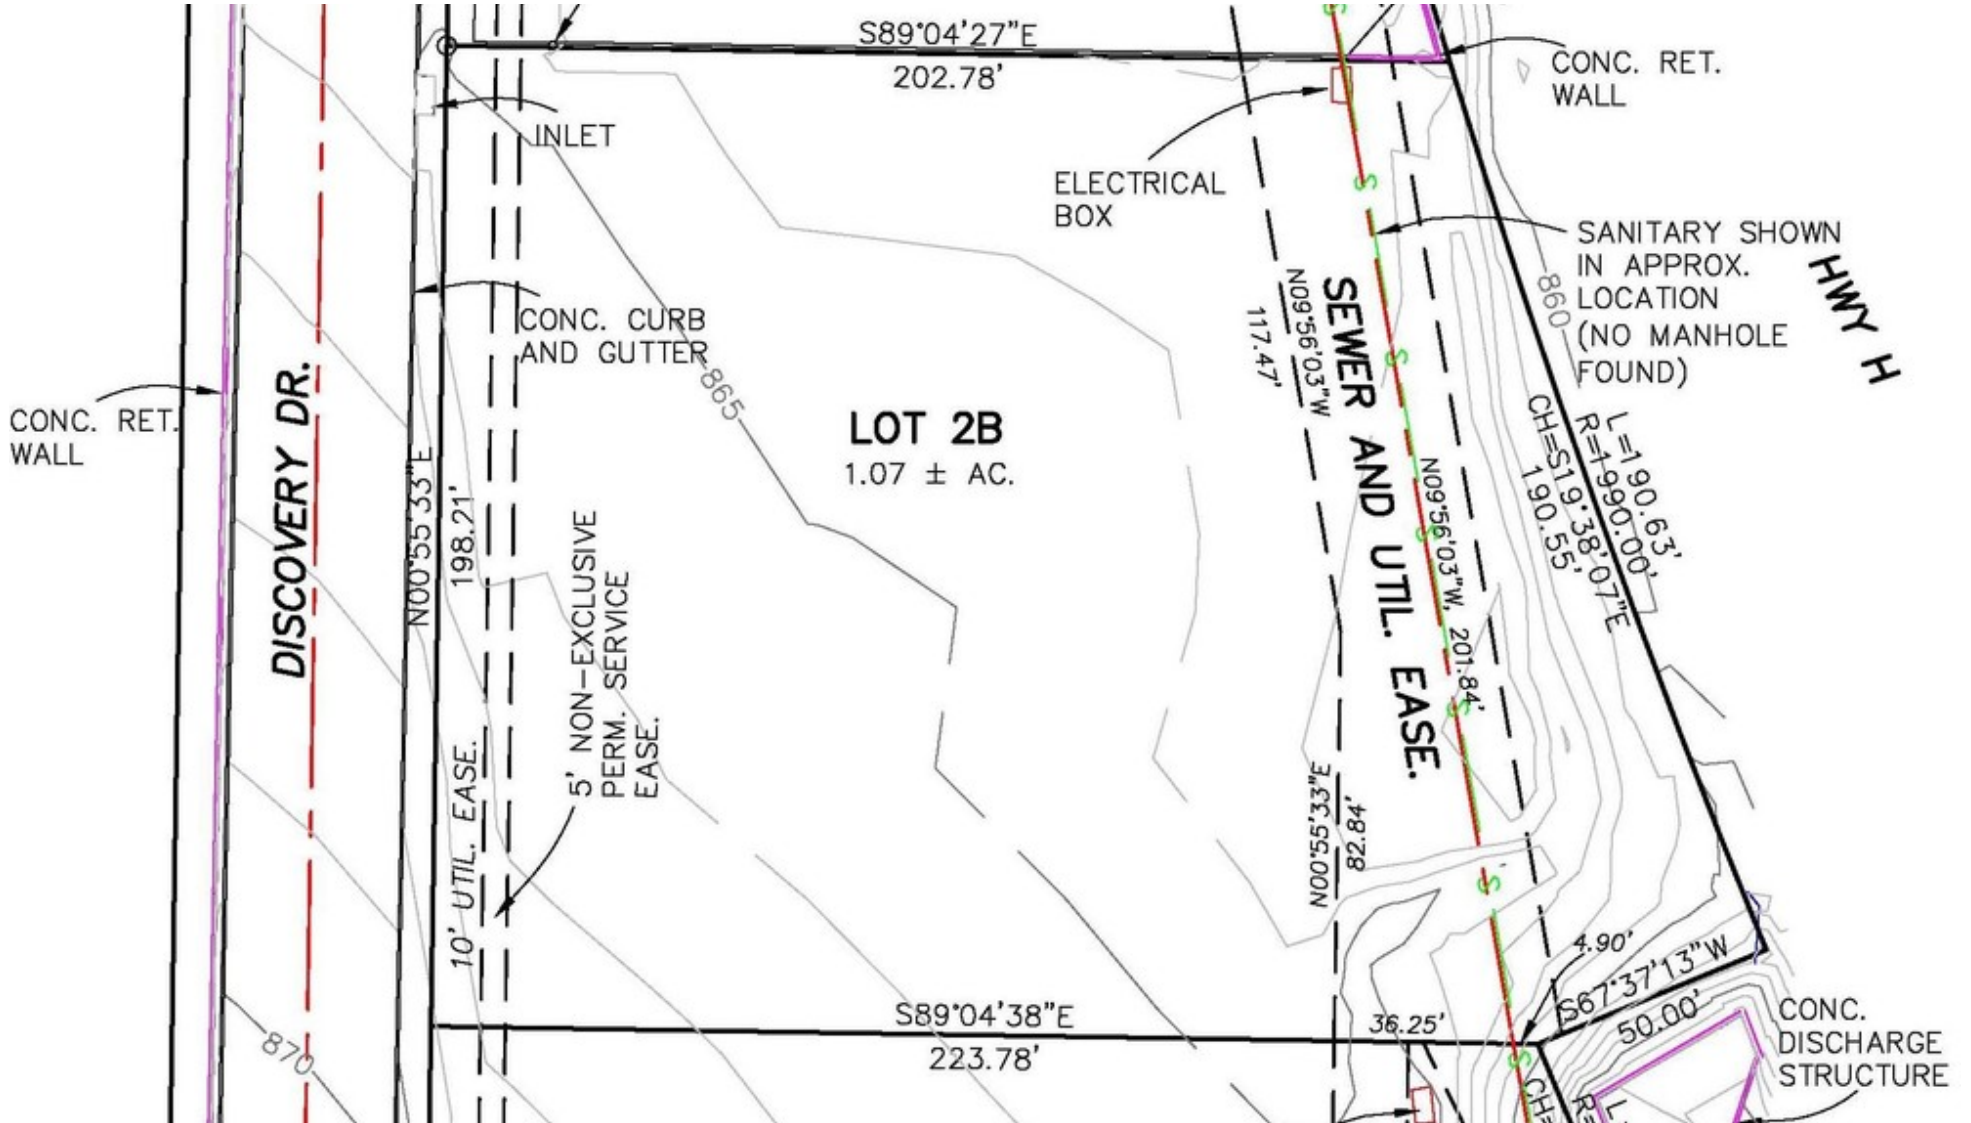 S89°04'27"E
202.78'
CONC. RET.
WALL
INLET
ELECTRICAL
BOX
SANITARY SHOWN
IN APPROX.
LOCATION
(NO MANHOLE
FOUND)
HWY H
860
CONC. CURB
AND GUTTER
865
CONC. RET.
WALL
DISCOVERY DR.
N00°55'33"E
198.21'
LOT 2B
1.07 ± AC.
N09°56'03"W
117.47'
SEWER AND UTIL. EASE.
N09°56'03"W, 201.84'
L=190.63'
R=1990.00'
CH=S19°38'07"E
190.55'
5' NON-EXCLUSIVE
PERM. SERVICE
EASE.
10' UTIL. EASE.
N00°55'33"E
82.84'
S
S
S
S
S
S
S
S89°04'38"E
223.78'
36.25'
4.90'
S67°37'13"W
50.00'
CONC.
DISCHARGE
STRUCTURE
870
CH=
R=
L